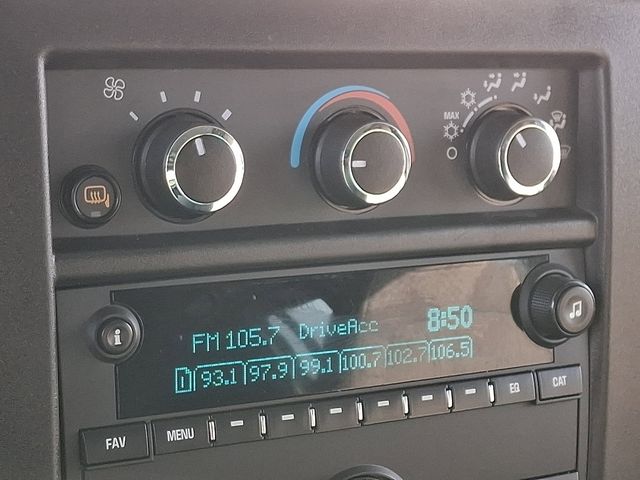 MAX
FM 105.7 DriveAcc 8:50
1 93.1 97.9 99.1 100.7 102.7 106.5
FAV MENU EQ CAT